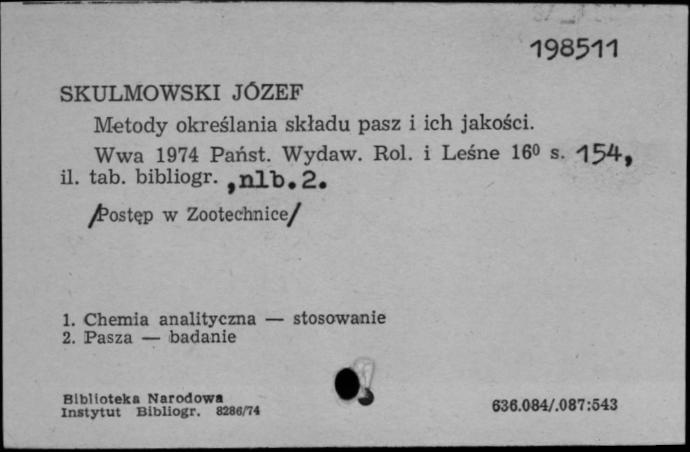 198511
SKULMOWSKI JÓZEF
Metody określania składu pasz i ich jakości.
Wwa 1974 Państ. Wydaw. Rol. i Leśne 16⁰ s. 154,
il. tab. bibliogr. ,nlb.2.
/Postęp w Zootechnice/
1. Chemia analityczna — stosowanie
2. Pasza — badanie
Biblioteka Narodowa
Instytut Bibliogr. 8286/74
636.084/.087:543